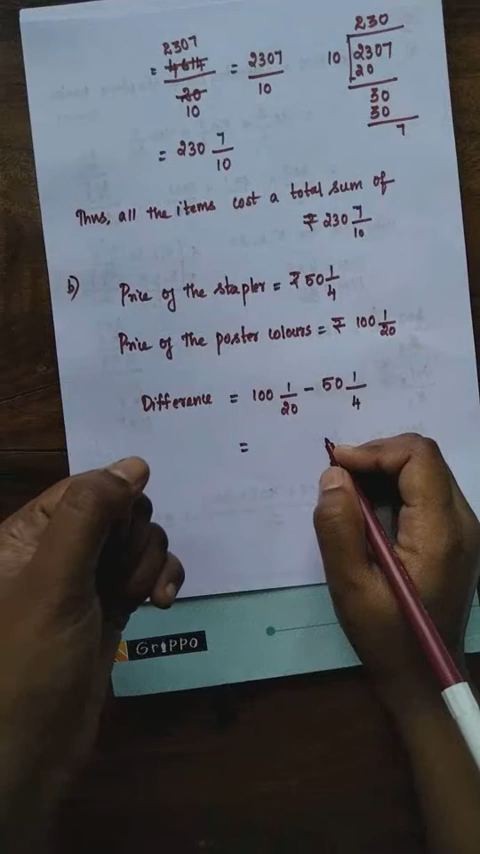 2307
= 4614/20 = 2307/10
10
230
10 2307
20
30
30
7
= 230 7/10
Thus, all the items cost a total sum of
₹ 230 7/10
b) Price of the stapler = ₹ 50 1/4
Price of the poster colours = ₹ 100 1/20
Difference = 100 1/20 - 50 1/4
=
GriPPO